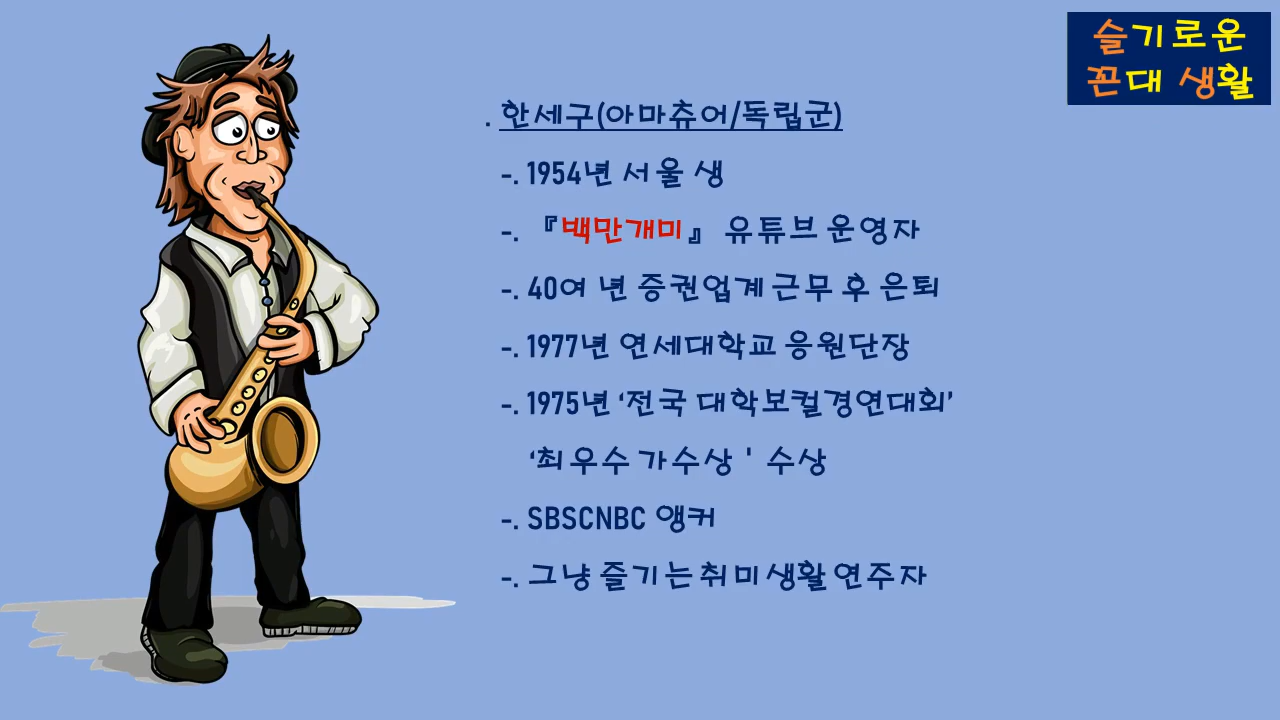 슬기로운
꼰대 생활
. 한세구(아마츄어/독립군)
-. 1954년 서울 생
-. 『백만개미』 유튜브 운영자
-. 40여 년 증권업계 근무 후 은퇴
-. 1977년 연세대학교 응원단장
-. 1975년 ‘전국 대학보컬경연대회’
‘최우수 가수상 ' 수상
-. SBSCNBC 앵커
-. 그냥 즐기는 취미생활 연주자